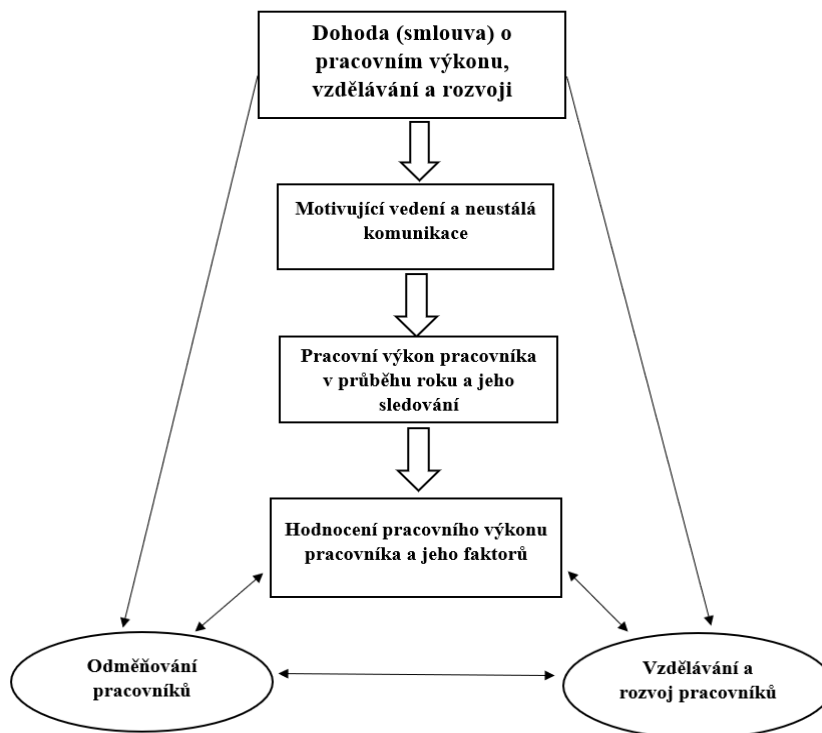 Dohoda (smlouva) o
pracovním výkonu,
vzdělávání a rozvoji
Motivující vedení a neustálá
komunikace
Pracovní výkon pracovníka
v průběhu roku a jeho
sledování
Hodnocení pracovního výkonu
pracovníka a jeho faktorů
Odměňování
pracovníků
Vzdělávání a
rozvoj pracovníků